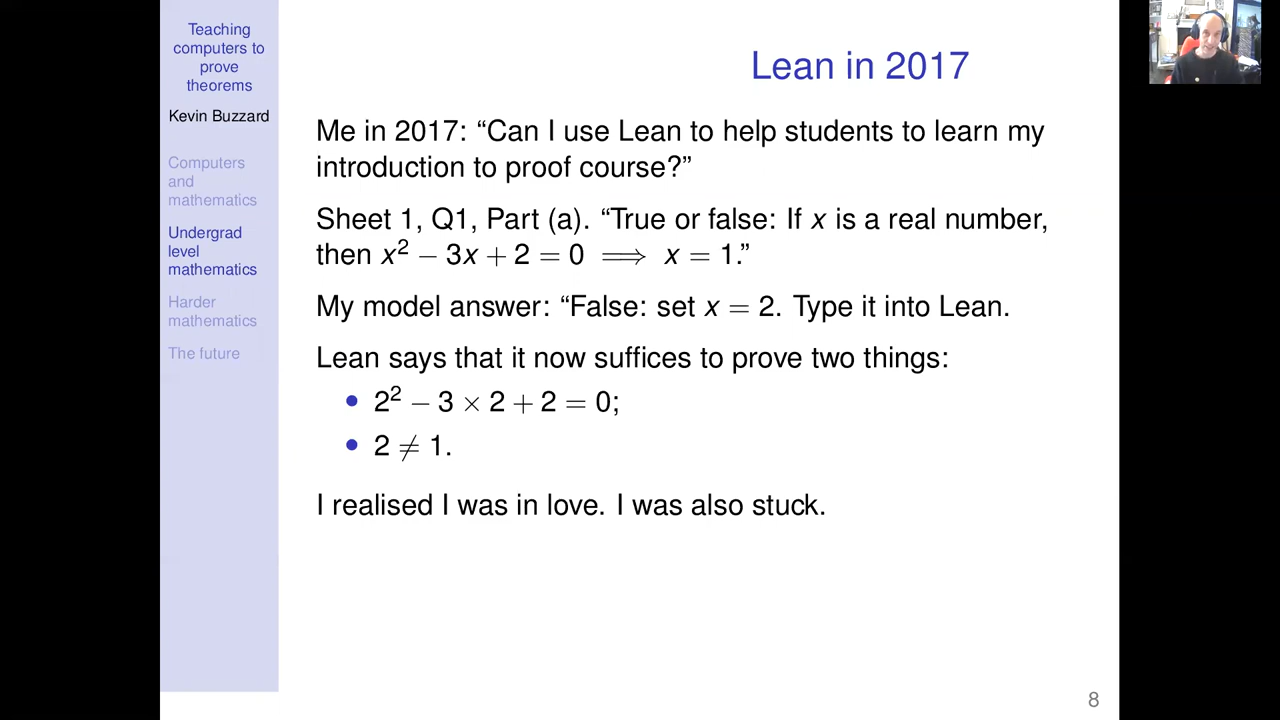 Teaching
computers to
prove
theorems
Kevin Buzzard
Computers
and
mathematics
Undergrad
level
mathematics
Harder
mathematics
The future
Lean in 2017
Me in 2017: “Can I use Lean to help students to learn my
introduction to proof course?”
Sheet 1, Q1, Part (a). “True or false: If x is a real number,
then x² − 3x + 2 = 0 ⟹ x = 1.”
My model answer: “False: set x = 2. Type it into Lean.
Lean says that it now suffices to prove two things:
• 2² − 3 × 2 + 2 = 0;
• 2 ≠ 1.
I realised I was in love. I was also stuck.
8